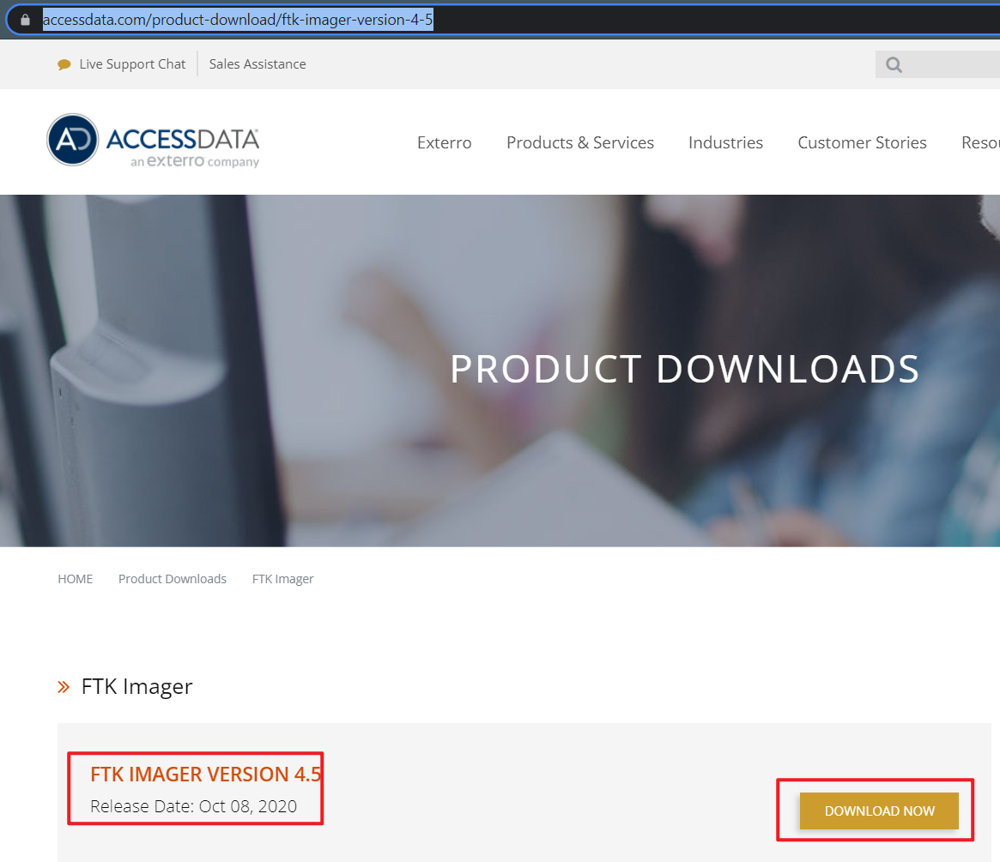 accessdata.com/product-download/ftk-imager-version-4-5
Live Support Chat Sales Assistance
AD ACCESSDATA
an exterro company
Exterro Products & Services Industries Customer Stories Resou
PRODUCT DOWNLOADS
HOME Product Downloads FTK Imager
» FTK Imager
FTK IMAGER VERSION 4.5
Release Date: Oct 08, 2020
DOWNLOAD NOW